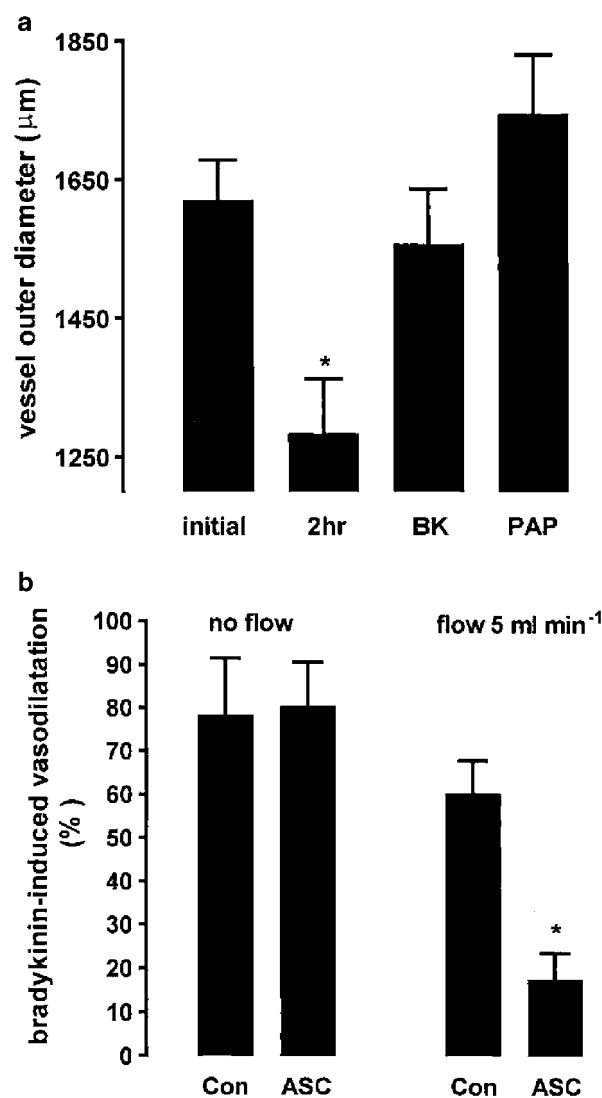 a
vessel outer diameter (μm)
1850
1650
1450
1250
*
initial 2hr BK PAP
b
bradykinin-induced vasodilatation
(%)
100
90
80
70
60
50
40
30
20
10
0
no flow flow 5 ml min⁻¹
*
Con ASC Con ASC